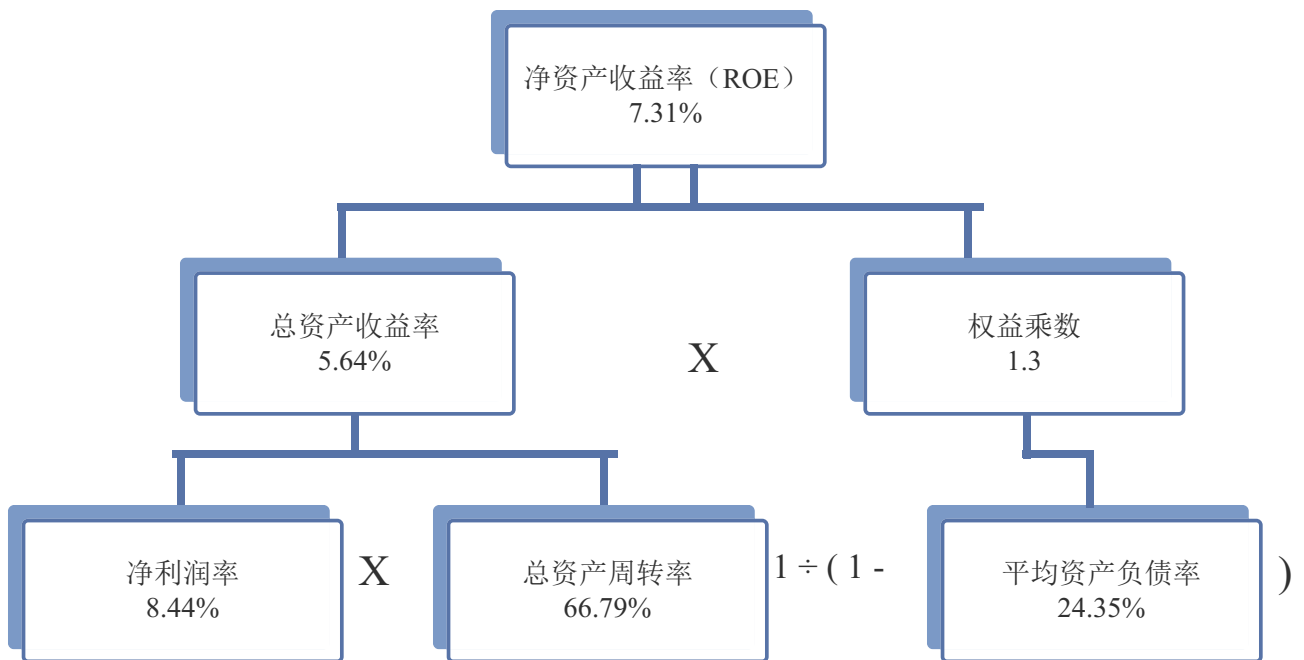 净资产收益率（ROE）
7.31%
总资产收益率
5.64%
X
权益乘数
1.3
净利润率
8.44%
X
总资产周转率
66.79%
1 ÷ ( 1 -
平均资产负债率
24.35%
)